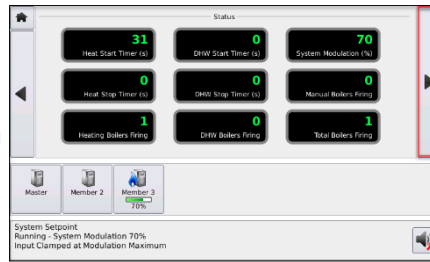 Status
31
Heat Start Timer (s)
0
DHW Start Timer (s)
70
System Modulation (%)
0
Heat Stop Timer (s)
0
DHW Stop Timer (s)
0
Manual Boilers Firing
1
Heating Boilers Firing
0
DHW Boilers Firing
1
Total Boilers Firing
Master
Member 2
Member 3
70%
System Setpoint
Running - System Modulation 70%
Input Clamped at Modulation Maximum